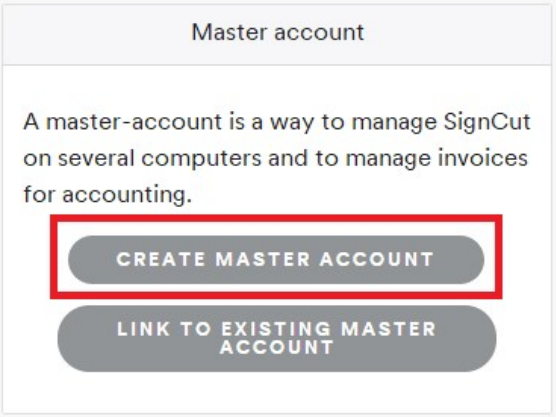 Master account
A master-account is a way to manage SignCut
on several computers and to manage invoices
for accounting.
CREATE MASTER ACCOUNT
LINK TO EXISTING MASTER
ACCOUNT